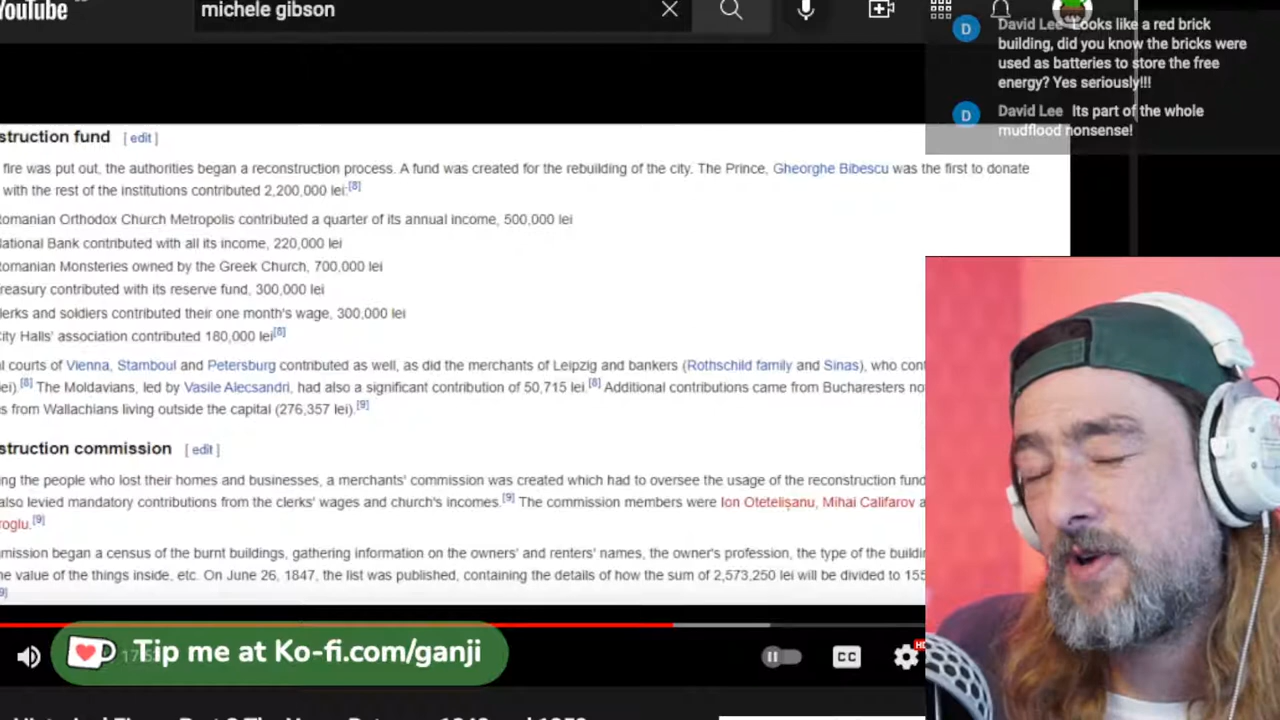 YouTube
michele gibson
David Lee Looks like a red brick
building, did you know the bricks were
used as batteries to store the free
energy? Yes seriously!!!
David Lee Its part of the whole
mudflood nonsense!
struction fund [ edit ]
fire was put out, the authorities began a reconstruction process. A fund was created for the rebuilding of the city. The Prince, Gheorghe Bibescu was the first to donate
with the rest of the institutions contributed 2,200,000 lei:[8]
Romanian Orthodox Church Metropolis contributed a quarter of its annual income, 500,000 lei
National Bank contributed with all its income, 220,000 lei
Romanian Monsteries owned by the Greek Church, 700,000 lei
reasury contributed with its reserve fund, 300,000 lei
lerks and soldiers contributed their one month's wage, 300,000 lei
ity Halls' association contributed 180,000 lei[8]
l courts of Vienna, Stamboul and Petersburg contributed as well, as did the merchants of Leipzig and bankers (Rothschild family and Sinas), who cont
ei).[8] The Moldavians, led by Vasile Alecsandri, had also a significant contribution of 50,715 lei.[8] Additional contributions came from Bucharesters no
s from Wallachians living outside the capital (276,357 lei).[9]
struction commission [ edit ]
ng the people who lost their homes and businesses, a merchants' commission was created which had to oversee the usage of the reconstruction fund
also levied mandatory contributions from the clerks' wages and church's incomes.[9] The commission members were Ion Otetelișanu, Mihai Califarov a
roglu.[9]
mission began a census of the burnt buildings, gathering information on the owners' and renters' names, the owner's profession, the type of the buildin
he value of the things inside, etc. On June 26, 1847, the list was published, containing the details of how the sum of 2,573,250 lei will be divided to 155
9]
Tip me at Ko-fi.com/ganji
CC
HD